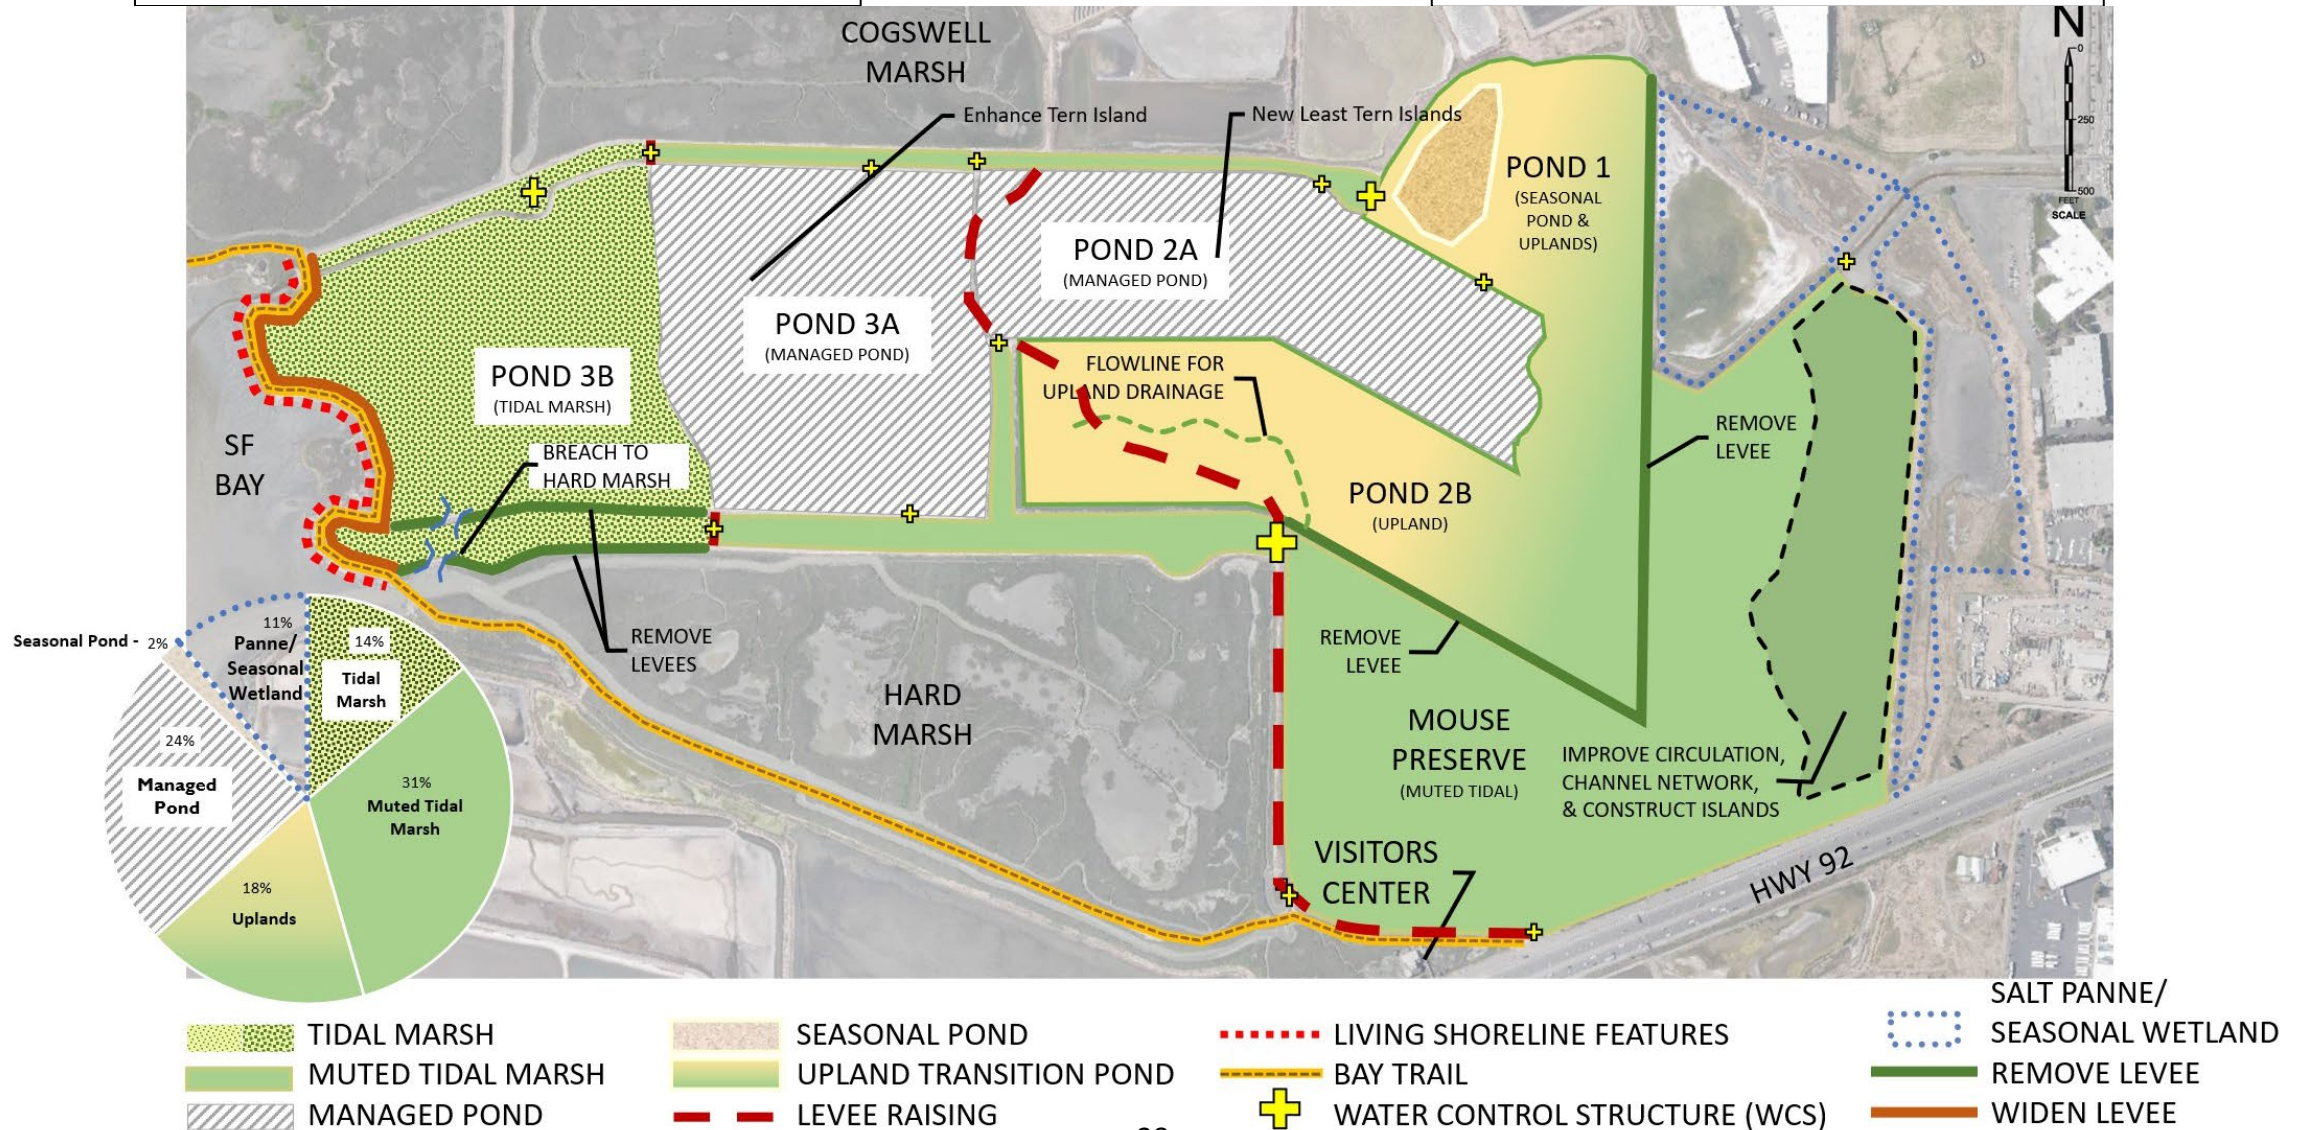 COGSWELL
MARSH
N
0
250
500
FEET
SCALE
Enhance Tern Island
New Least Tern Islands
POND 1
(SEASONAL
POND &
UPLANDS)
POND 2A
(MANAGED POND)
POND 3A
(MANAGED POND)
POND 3B
(TIDAL MARSH)
FLOWLINE FOR
UPLAND DRAINAGE
REMOVE
LEVEE
SF
BAY
BREACH TO
HARD MARSH
POND 2B
(UPLAND)
REMOVE
LEVEES
REMOVE
LEVEE
HARD
MARSH
MOUSE
PRESERVE
(MUTED TIDAL)
IMPROVE CIRCULATION,
CHANNEL NETWORK,
& CONSTRUCT ISLANDS
VISITORS
CENTER
HWY 92
Seasonal Pond - 2%
11%
Panne/
Seasonal
Wetland
14%
Tidal
Marsh
24%
Managed
Pond
31%
Muted Tidal
Marsh
18%
Uplands
TIDAL MARSH
MUTED TIDAL MARSH
MANAGED POND
SEASONAL POND
UPLAND TRANSITION POND
LEVEE RAISING
LIVING SHORELINE FEATURES
BAY TRAIL
WATER CONTROL STRUCTURE (WCS)
SALT PANNE/
SEASONAL WETLAND
REMOVE LEVEE
WIDEN LEVEE